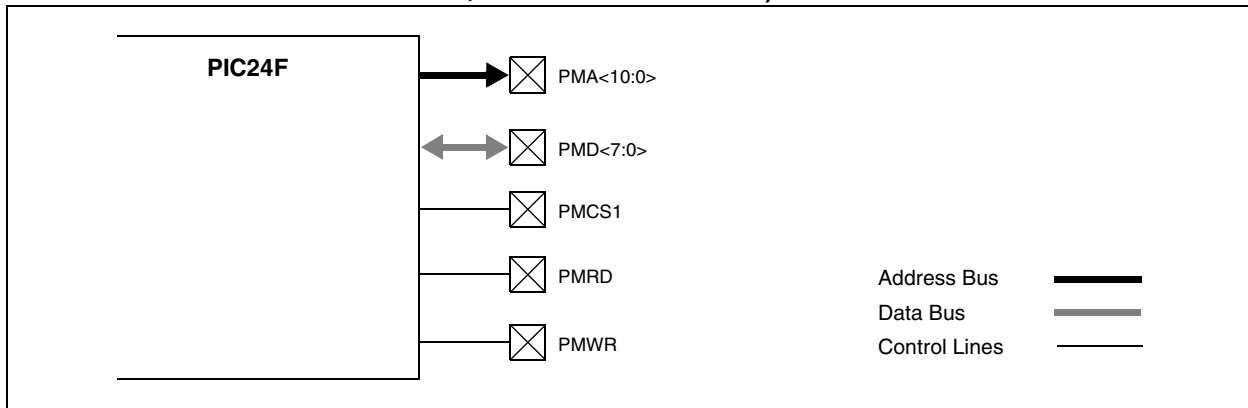 PIC24F
PMA<10:0>
PMD<7:0>
PMCS1
PMRD
PMWR
Address Bus
Data Bus
Control Lines